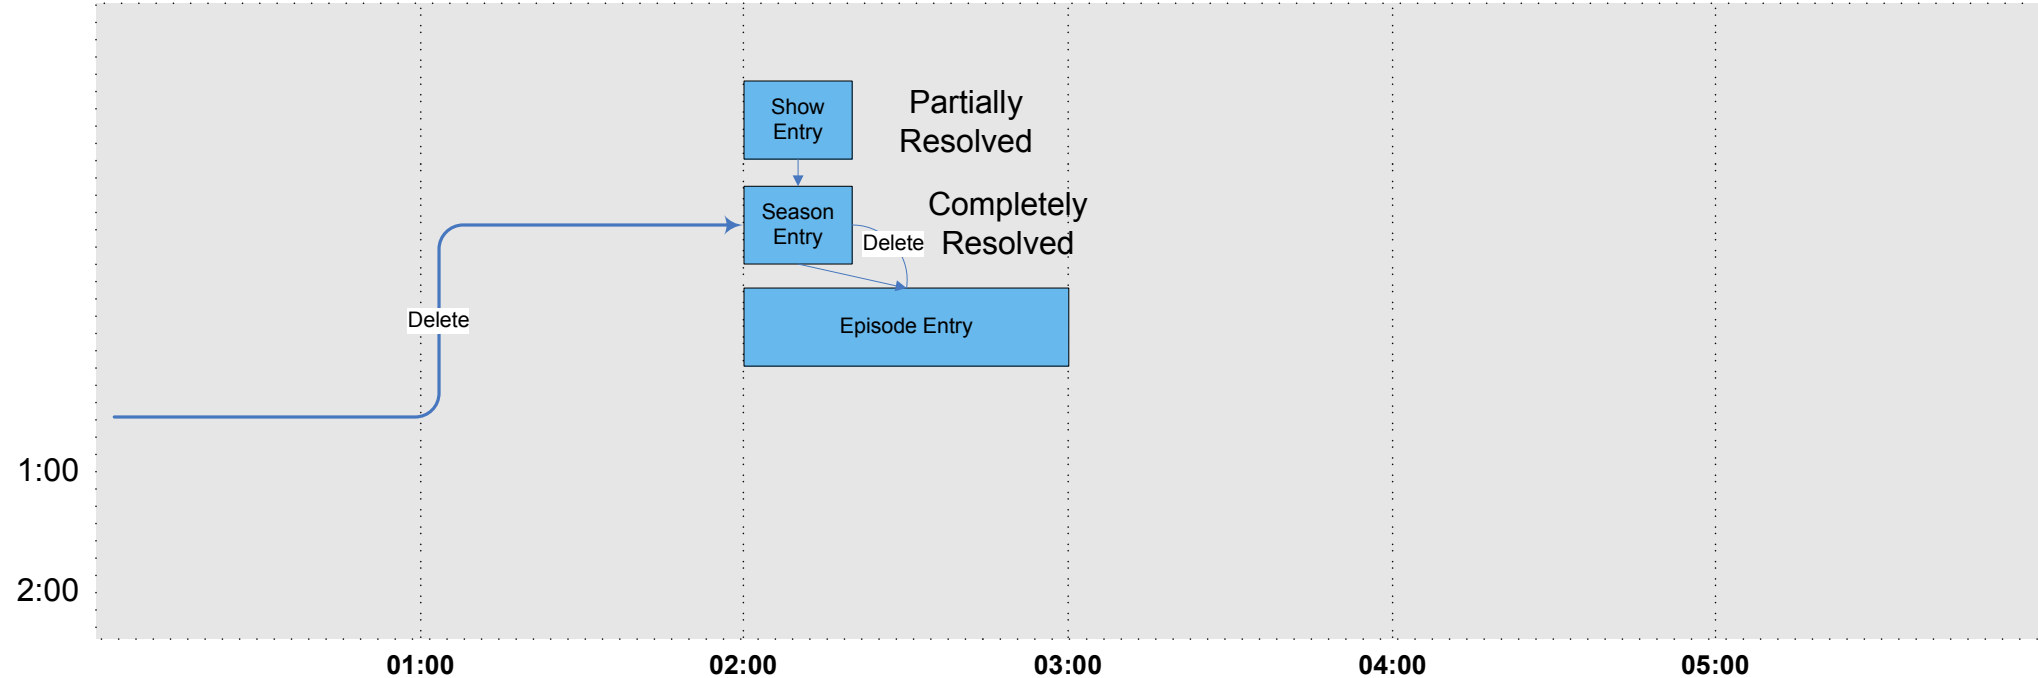 Show
Entry
Partially
Resolved
Season
Entry
Delete
Completely
Resolved
Delete
Episode Entry
1:00
2:00
01:00
02:00
03:00
04:00
05:00